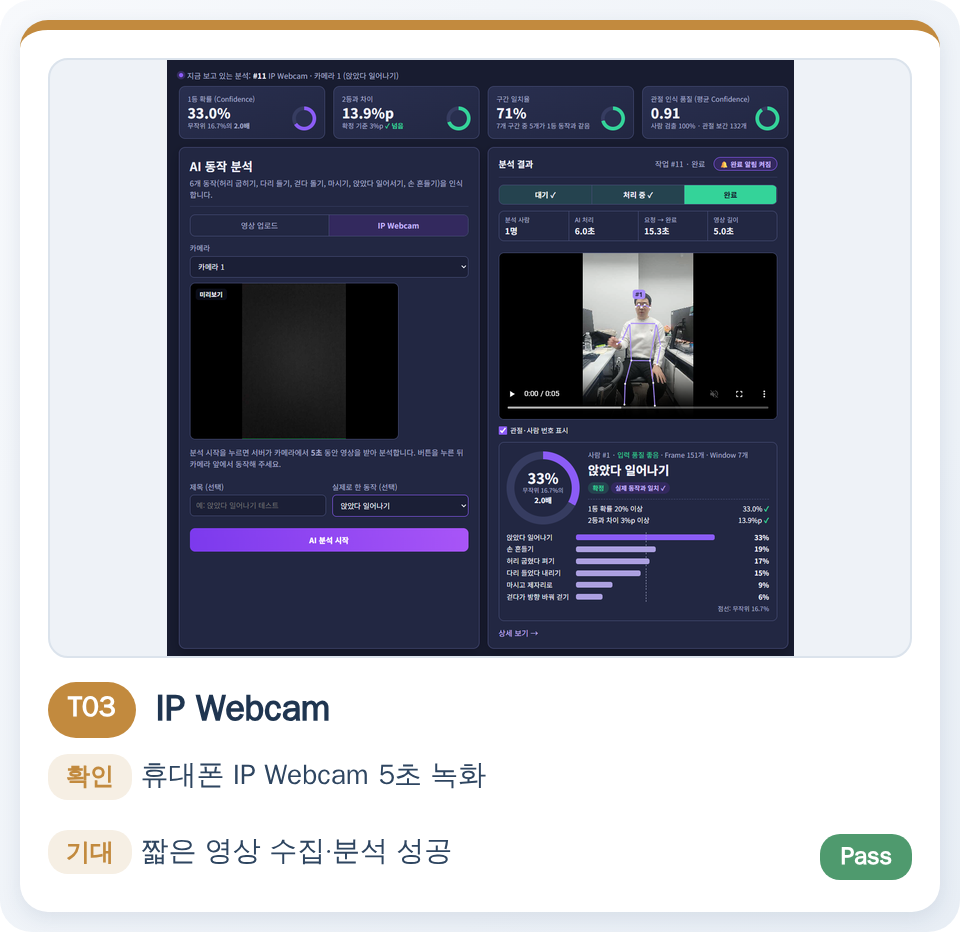 지금 보고 있는 분석: #11 IP Webcam · 카메라 1 (앉았다 일어나기)
1등 확률 (Confidence)
33.0%
무작위 16.7%의 2.0배
2등과 차이
13.9%p
확정 기준 3%p ✓ 넘음
구간 일치율
71%
7개 구간 중 5개가 1등 동작과 같음
관절 인식 품질 (평균 Confidence)
0.91
사람 검출 100% · 관절 보간 132개
AI 동작 분석
6개 동작(허리 굽히기, 다리 들기, 걷다 돌기, 마시기, 앉았다 일어서기, 손 흔들기)을 인식
합니다.
영상 업로드
IP Webcam
카메라
카메라 1
미리보기
분석 시작을 누르면 서버가 카메라에서 5초 동안 영상을 받아 분석합니다. 버튼을 누른 뒤
카메라 앞에서 동작해 주세요.
제목 (선택)
실제로 한 동작 (선택)
예: 앉았다 일어나기 테스트
앉았다 일어나기
AI 분석 시작
분석 결과
작업 #11 · 완료
🔔 완료 알림 켜짐
대기 ✓
처리 중 ✓
완료
분석 사람
1명
AI 처리
6.0초
요청 → 완료
15.3초
영상 길이
5.0초
#1
0:00 / 0:05
관절·사람 번호 표시
33%
무작위 16.7%의
2.0배
사람 #1 · 입력 품질 좋음 · Frame 151개 · Window 7개
앉았다 일어나기
확정
실제 동작과 일치 ✓
1등 확률 20% 이상 33.0% ✓
2등과 차이 3%p 이상 13.9%p ✓
앉았다 일어나기 33%
손 흔들기 19%
허리 굽혔다 펴기 17%
다리 들었다 내리기 15%
마시고 제자리로 9%
걷다가 방향 바꿔 걷기 6%
점선: 무작위 16.7%
상세 보기 →
T03
IP Webcam
확인
휴대폰 IP Webcam 5초 녹화
기대
짧은 영상 수집·분석 성공
Pass